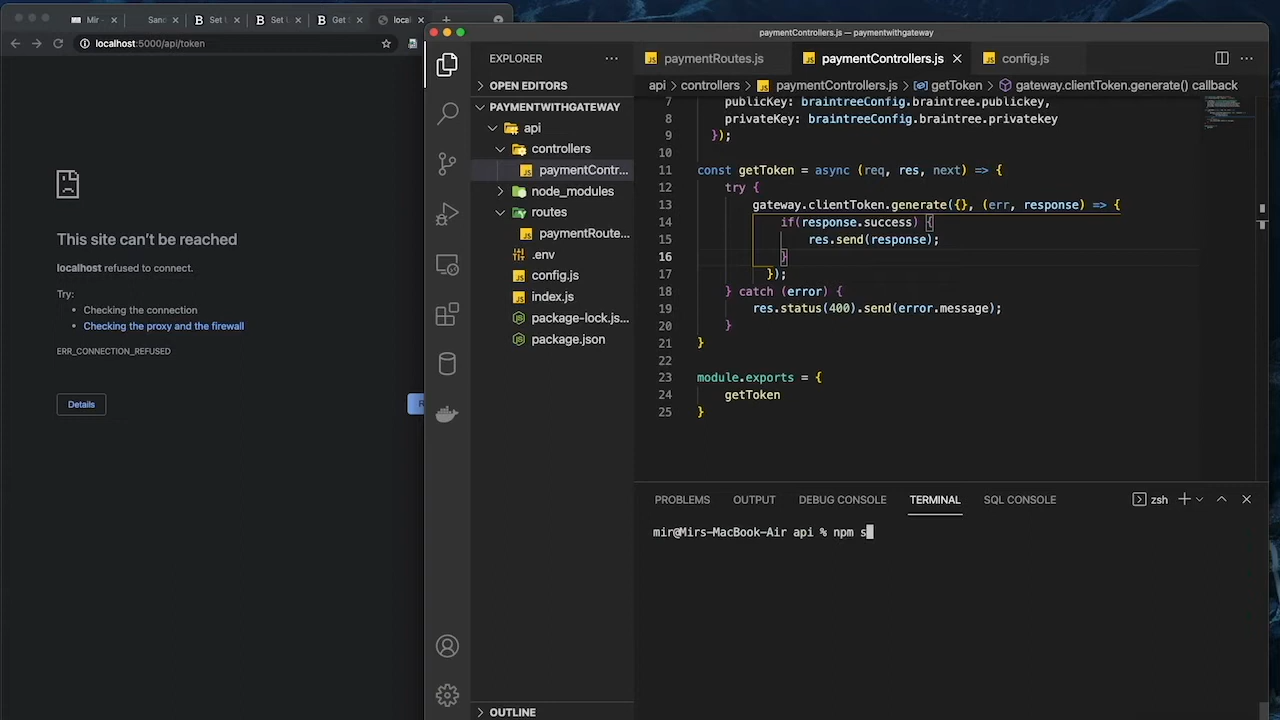 Mir -
Sand
Set
Set
Get
local
localhost:5000/api/token
This site can't be reached
localhost refused to connect.
Try:
Checking the connection
Checking the proxy and the firewall
ERR_CONNECTION_REFUSED
Details
paymentControllers.js — paymentwithgateway
EXPLORER
OPEN EDITORS
PAYMENTWITHGATEWAY
api
controllers
paymentContr...
node_modules
routes
paymentRoute...
.env
config.js
index.js
package-lock.js...
package.json
OUTLINE
paymentRoutes.js
paymentControllers.js
config.js
api > controllers > paymentControllers.js > getToken > gateway.clientToken.generate() callback
7 publicKey: braintreeConfig.braintree.publickey,
8 privateKey: braintreeConfig.braintree.privatekey
9 });
10
11 const getToken = async (req, res, next) => {
12 try {
13 gateway.clientToken.generate({}, (err, response) => {
14 if(response.success) {
15 res.send(response);
16 }
17 });
18 } catch (error) {
19 res.status(400).send(error.message);
20 }
21 }
22
23 module.exports = {
24 getToken
25 }
PROBLEMS OUTPUT DEBUG CONSOLE TERMINAL SQL CONSOLE
zsh
mir@Mirs-MacBook-Air api % npm s